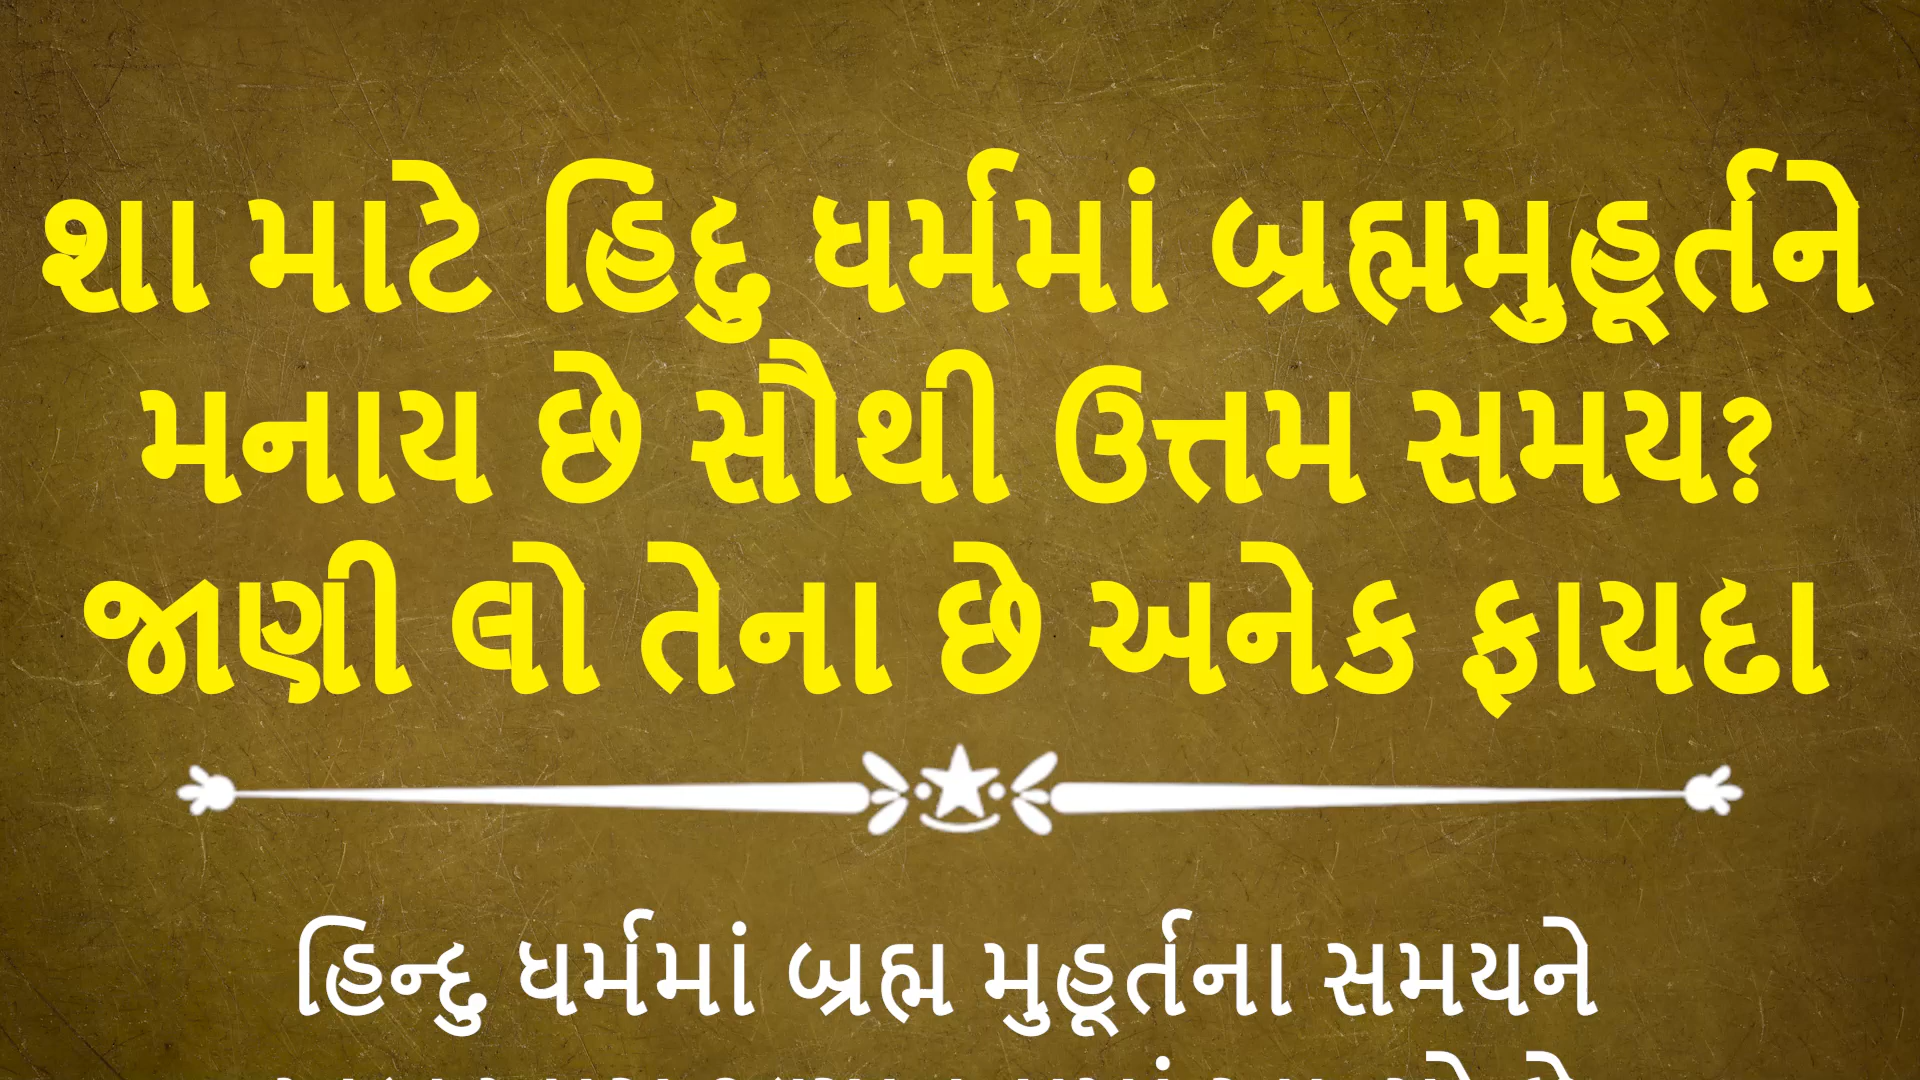 શા માટે હિંદુ ધર્મમાં બ્રહ્મમુહૂર્તને
મનાય છે સૌથી ઉત્તમ સમય?
જાણી લો તેના છે અનેક ફાયદા
હિન્દુ ધર્મમાં બ્રહ્મ મુહૂર્તના સમયને